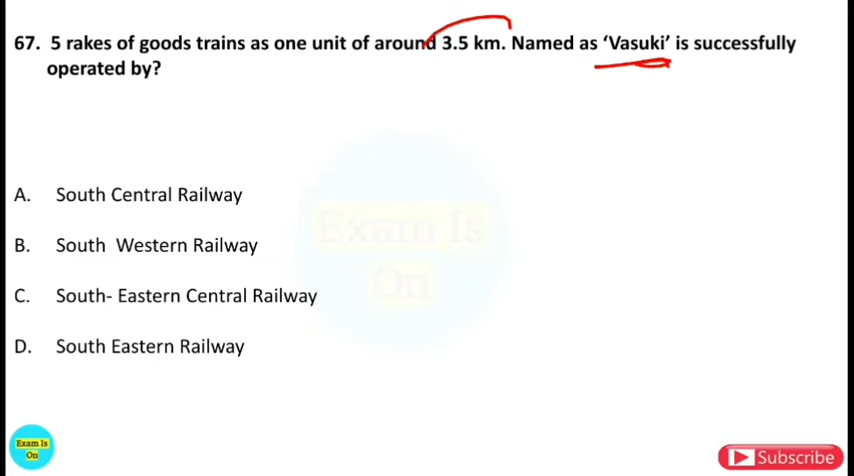 67. 5 rakes of goods trains as one unit of around 3.5 km. Named as ‘Vasuki’ is successfully
operated by?
A. South Central Railway
Exam Is
B. South Western Railway
On
C. South- Eastern Central Railway
D. South Eastern Railway
Exam Is
On
Subscribe